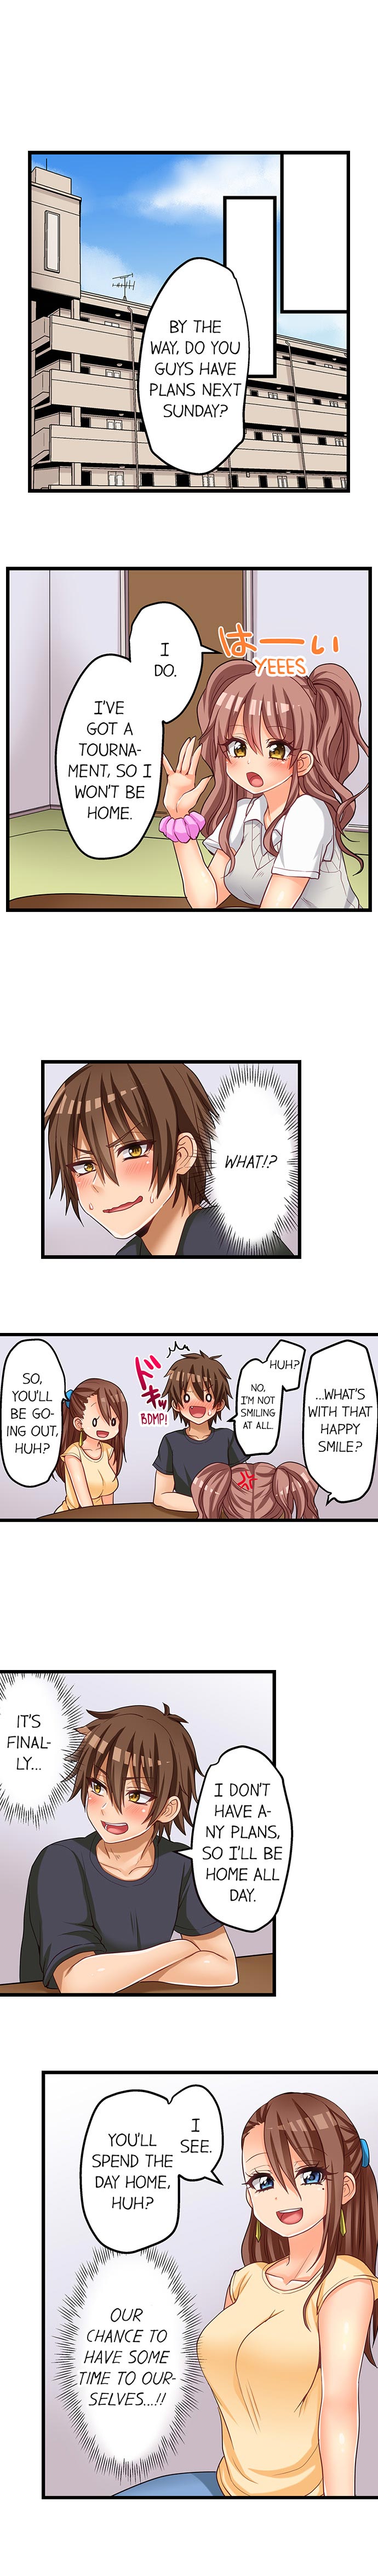 BY THE
WAY, DO YOU
GUYS HAVE
PLANS NEXT
SUNDAY?
はーい
YEEES
I
DO.
I'VE
GOT A
TOURNA-
MENT, SO I
WON'T BE
HOME.
WHAT!?
...WHAT'S
WITH THAT
HAPPY
SMILE?
HUH?
NO,
I'M NOT
SMILING
AT ALL.
ドキッ
BDMP!
SO,
YOU'LL
BE GO-
ING OUT,
HUH?
IT'S
FINAL-
LY...
I DON'T
HAVE A-
NY PLANS,
SO I'LL BE
HOME ALL
DAY.
I
SEE.
YOU'LL
SPEND THE
DAY HOME,
HUH?
OUR
CHANCE TO
HAVE SOME
TIME TO OUR-
SELVES...!!